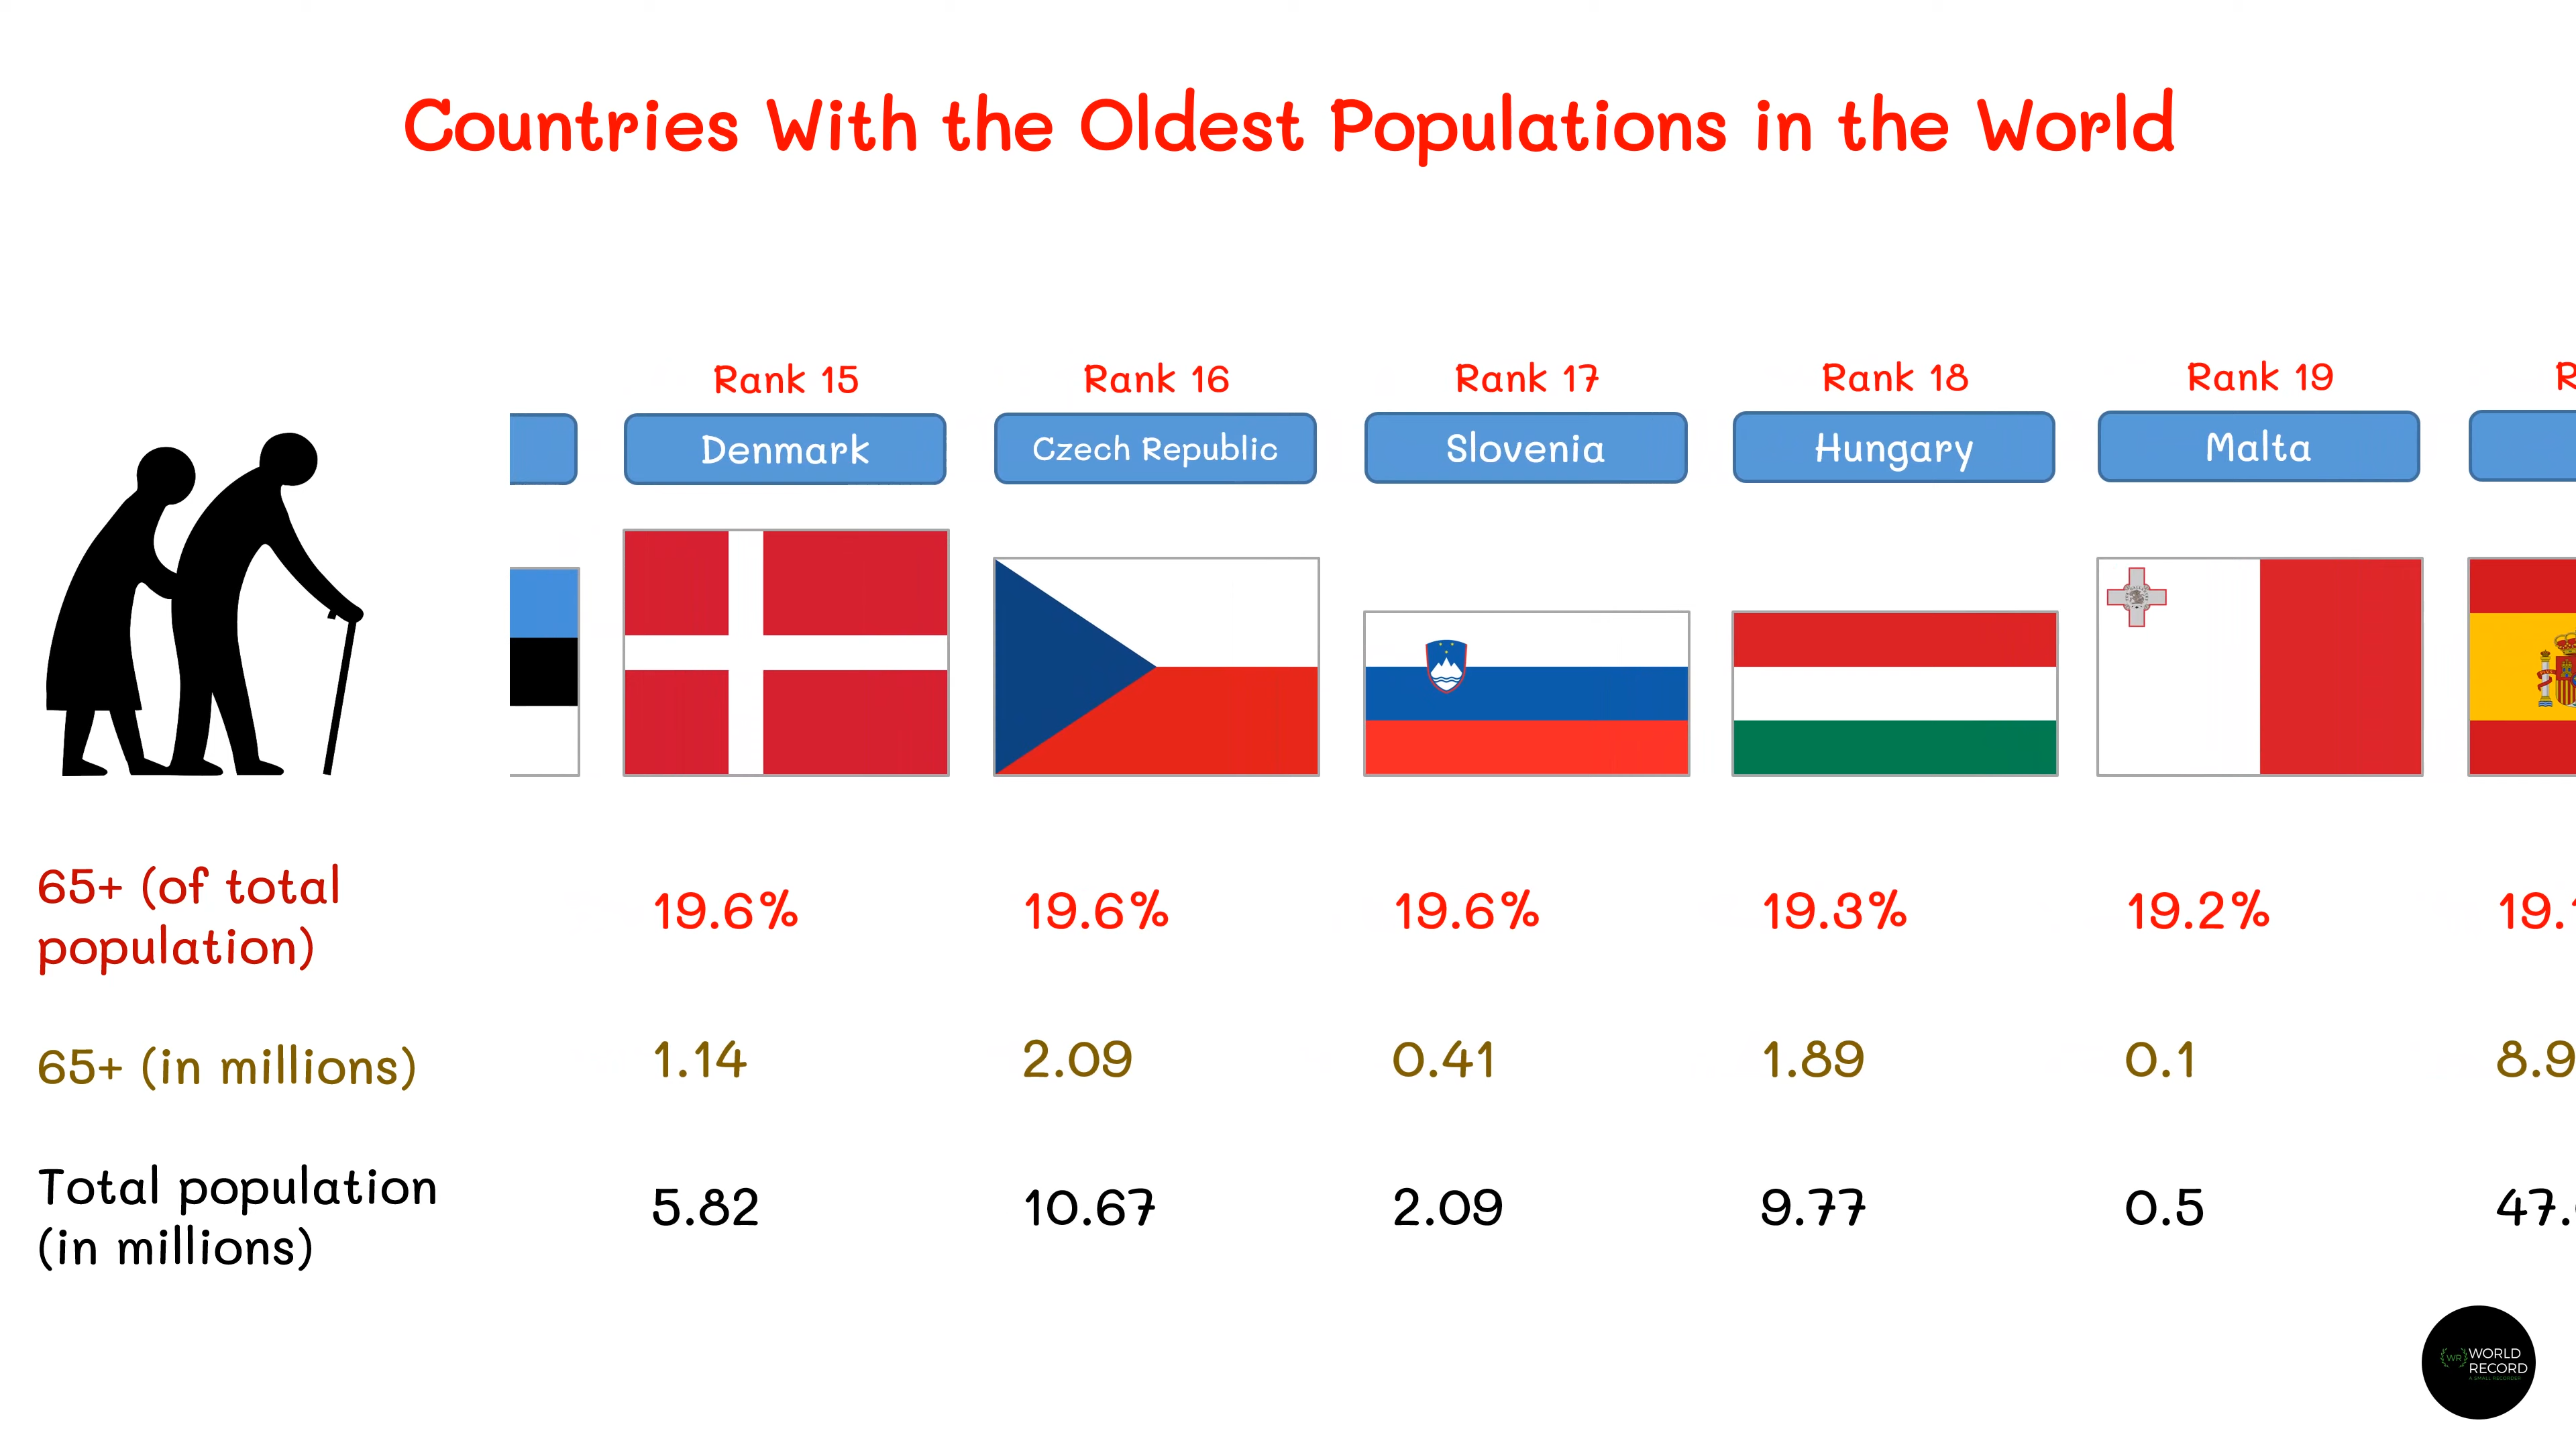 Countries With the Oldest Populations in the World
Rank 15
Rank 16
Rank 17
Rank 18
Rank 19
Denmark
Czech Republic
Slovenia
Hungary
Malta
65+ (of total
population)
19.6%
19.6%
19.6%
19.3%
19.2%
65+ (in millions)
1.14
2.09
0.41
1.89
0.1
Total population
(in millions)
5.82
10.67
2.09
9.77
0.5
WR WORLD
RECORD
A SMALL RECORDER